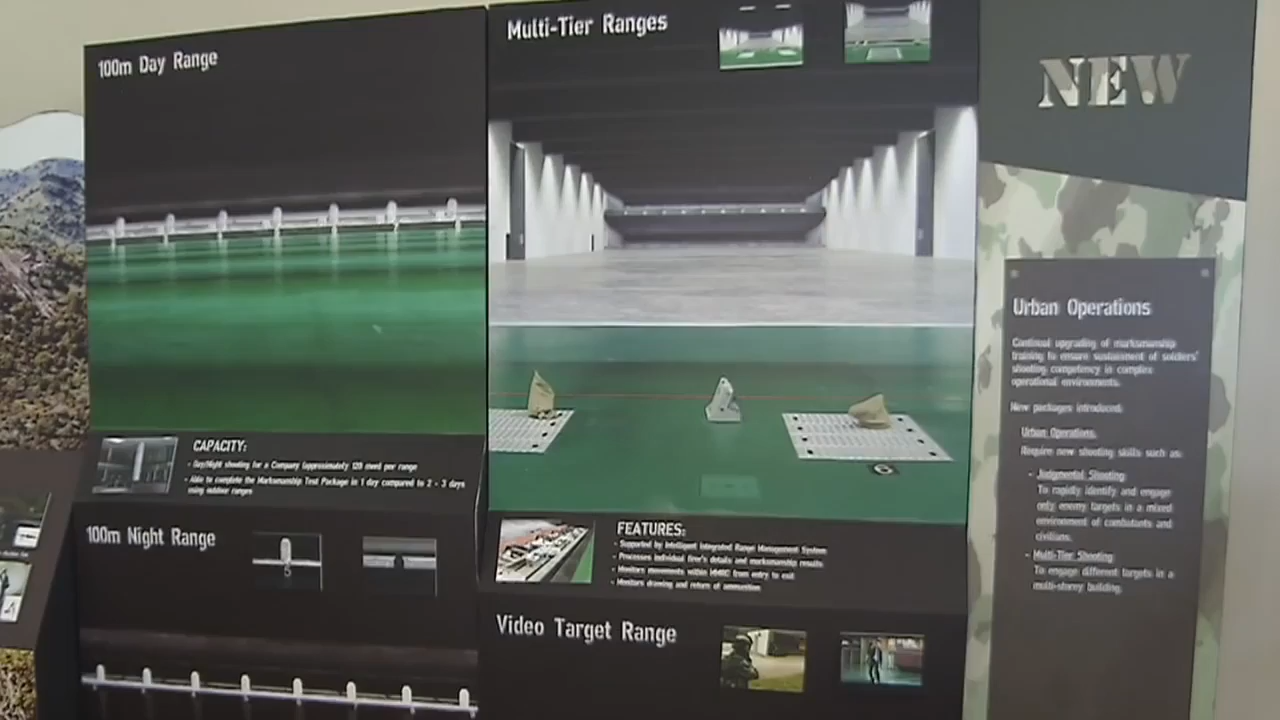 100m Day Range
CAPACITY:
- Day/Night shooting for a Company (approximately 120 men) per range
- Able to complete the Marksmanship Test Package in 1 day compared to 2 - 3 days
using outdoor ranges
100m Night Range
Multi-Tier Ranges
FEATURES:
- Supported by Intelligent Integrated Range Management System
- Processes individual firer's details and marksmanship results
- Monitors movements within MMRC from entry to exit
- Monitors drawing and return of ammunition
Video Target Range
NEW
Urban Operations
Continual upgrading of marksmanship
training to ensure sustainment of soldiers'
shooting competency in complex
operational environments.
New packages introduced:
Urban Operations.
Require new shooting skills such as:
- Judgmental Shooting
To rapidly identify and engage
only enemy targets in a mixed
environment of combatants and
civilians.
- Multi-Tier Shooting
To engage different targets in a
multi-storey building.